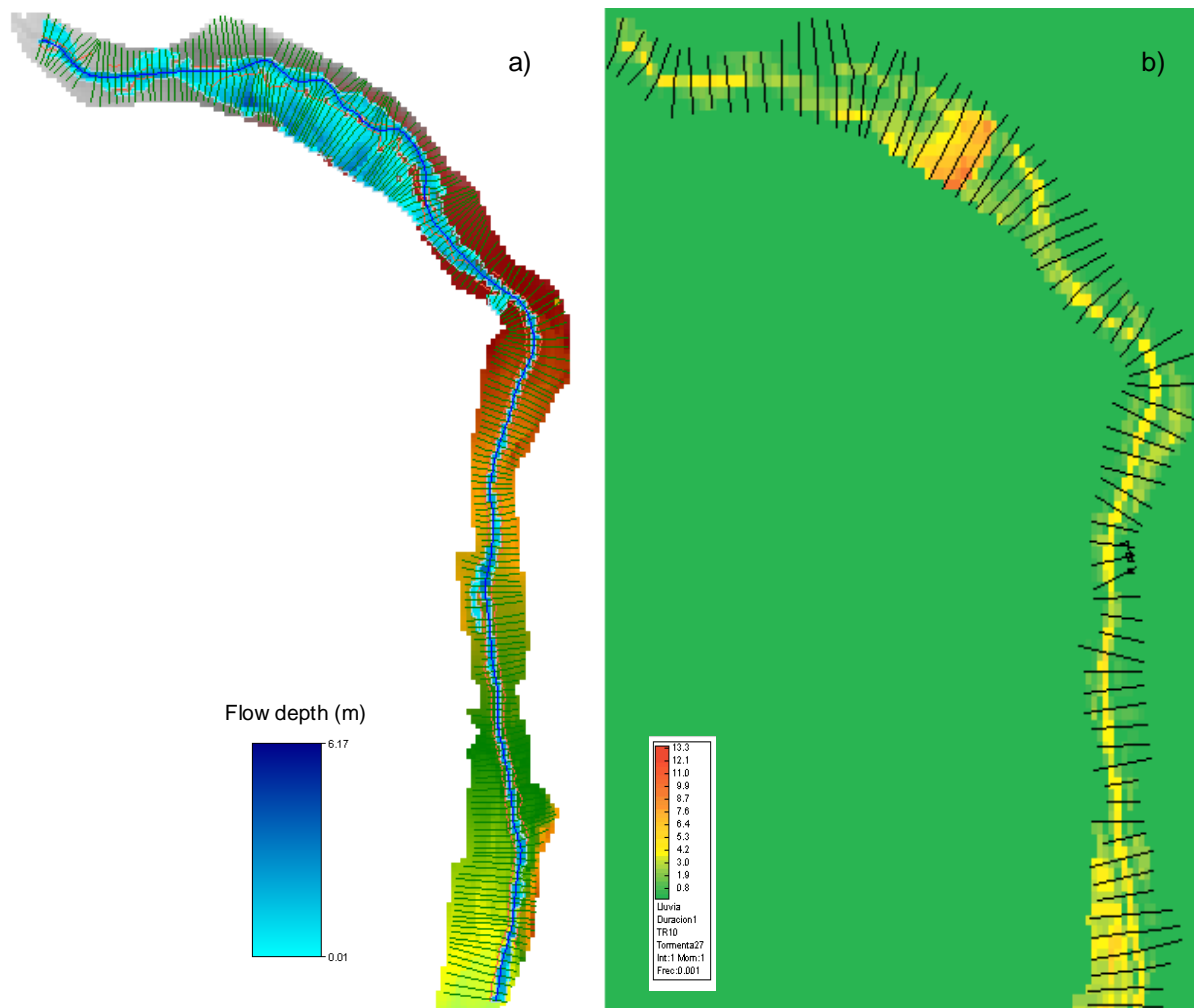 a)
b)
Flow depth (m)
6.17
0.01
13.3
12.1
11.0
9.9
8.7
7.6
6.4
5.3
4.2
3.0
1.9
0.8
Lluvia
Duracion1
TR10
Tormenta27
Int:1 Mom:1
Frec:0.001